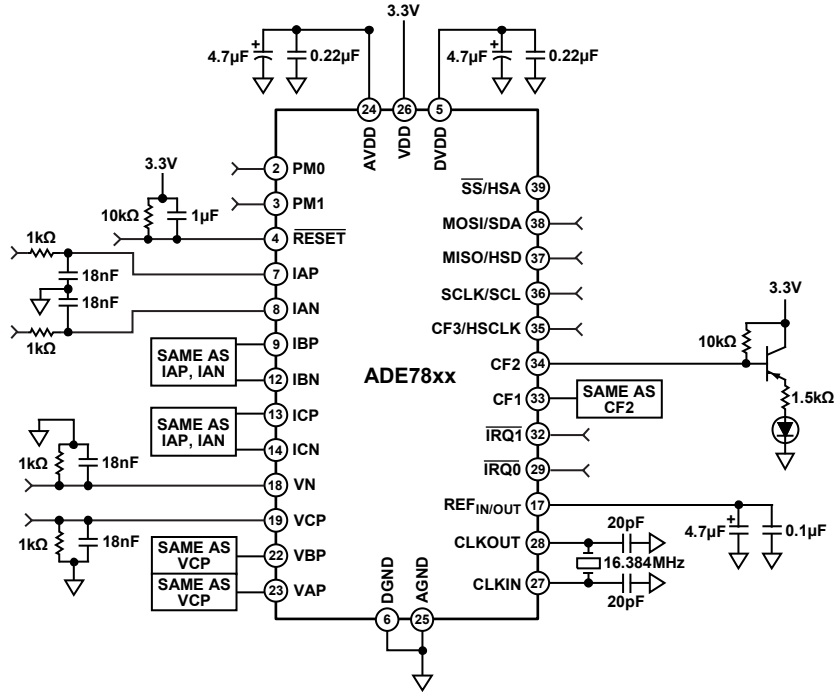 3.3V
4.7µF
+
0.22µF
4.7µF
+
0.22µF
24
26
5
AVDD
VDD
DVDD
3.3V
10kΩ
1µF
2 PM0
3 PM1
4 RESET
1kΩ
18nF
18nF
1kΩ
7 IAP
8 IAN
SAME AS
IAP, IAN
9 IBP
12 IBN
SAME AS
IAP, IAN
13 ICP
14 ICN
1kΩ
18nF
18 VN
19 VCP
1kΩ
18nF
SAME AS
VCP
22 VBP
SAME AS
VCP
23 VAP
ADE78xx
SS/HSA 39
MOSI/SDA 38
MISO/HSD 37
SCLK/SCL 36
CF3/HSCLK 35
CF2 34
CF1 33
SAME AS
CF2
IRQ1 32
IRQ0 29
REFIN/OUT 17
CLKOUT 28
CLKIN 27
3.3V
10kΩ
1.5kΩ
4.7µF
+
0.1µF
20pF
16.384MHz
20pF
DGND
AGND
6
25